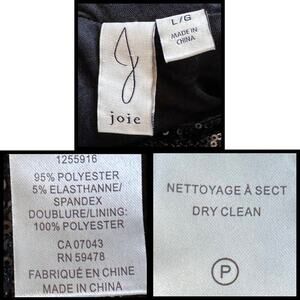 L/G
MADE IN
CHINA
J
joie
1255916
95% POLYESTER
5% ELASTHANNE/
SPANDEX
DOUBLURE/LINING:
100% POLYESTER
CA 07043
RN 59478
FABRIQUÉ EN CHINE
MADE IN CHINA
NETTOYAGE À SECT
DRY CLEAN
P